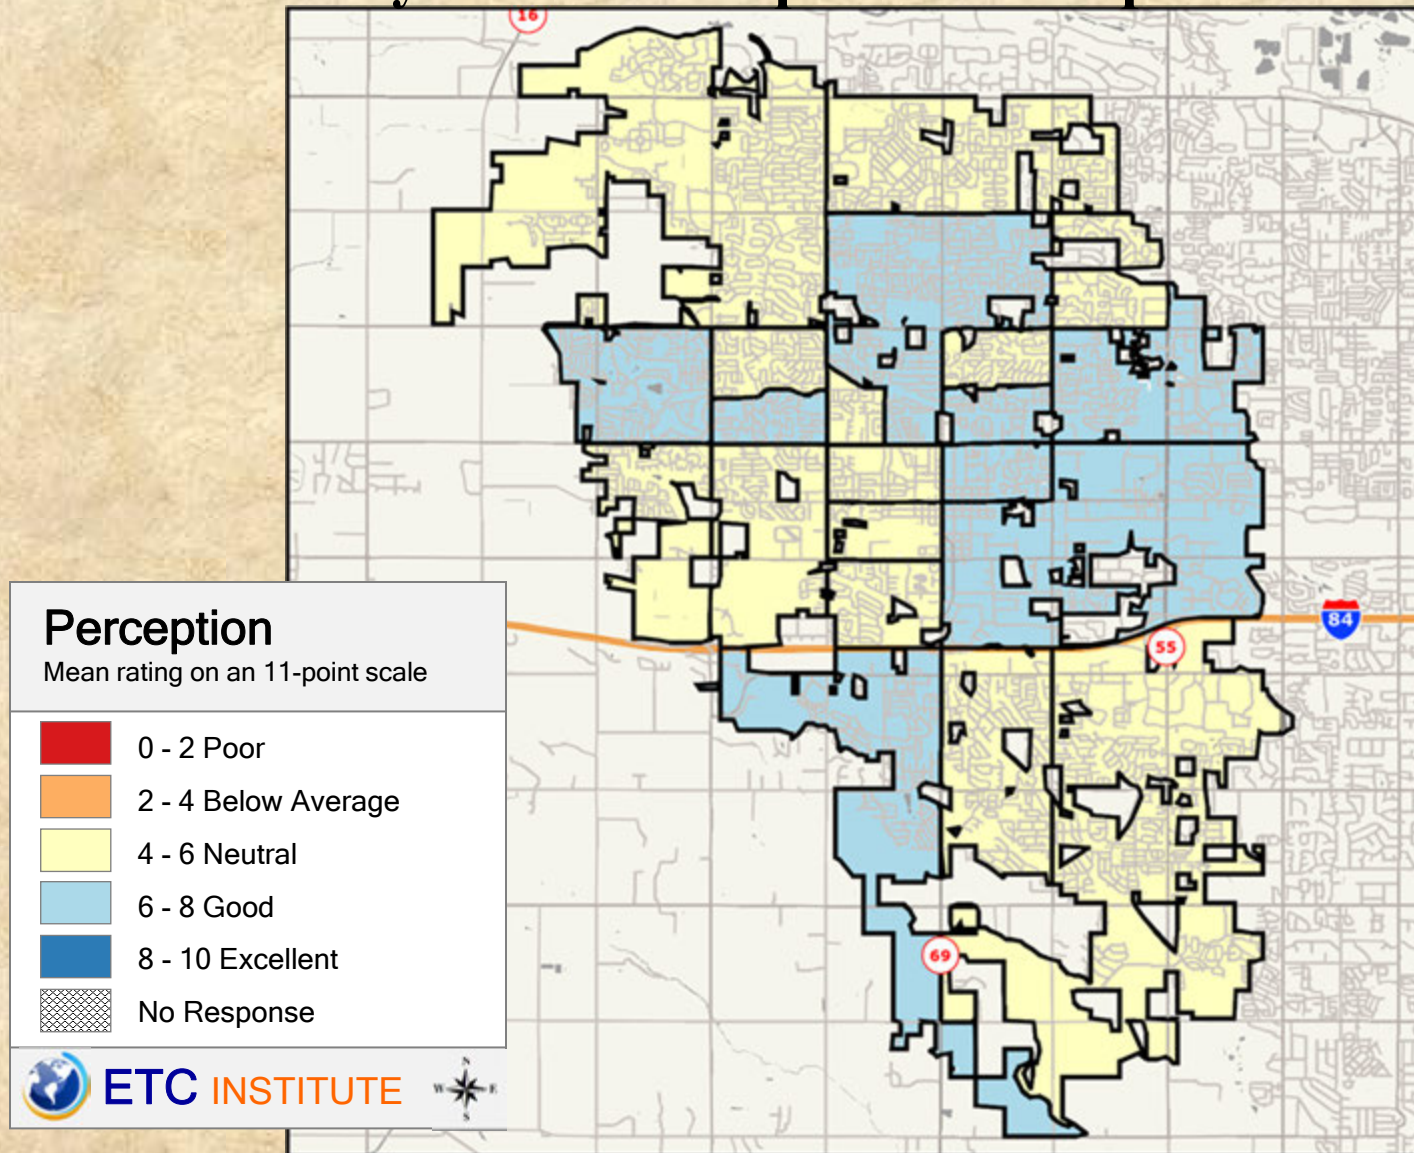 16
84
55
69
Perception
Mean rating on an 11-point scale
0 - 2 Poor
2 - 4 Below Average
4 - 6 Neutral
6 - 8 Good
8 - 10 Excellent
No Response
ETC INSTITUTE
N
W E
S